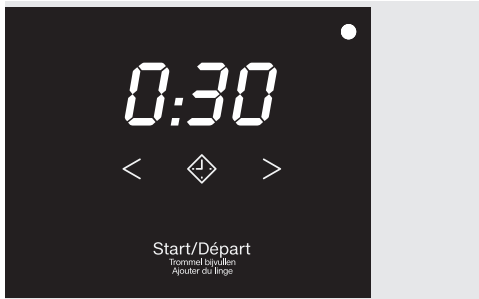 0:30
< >
Start/Départ
Trommel bijvullen
Ajouter du linge